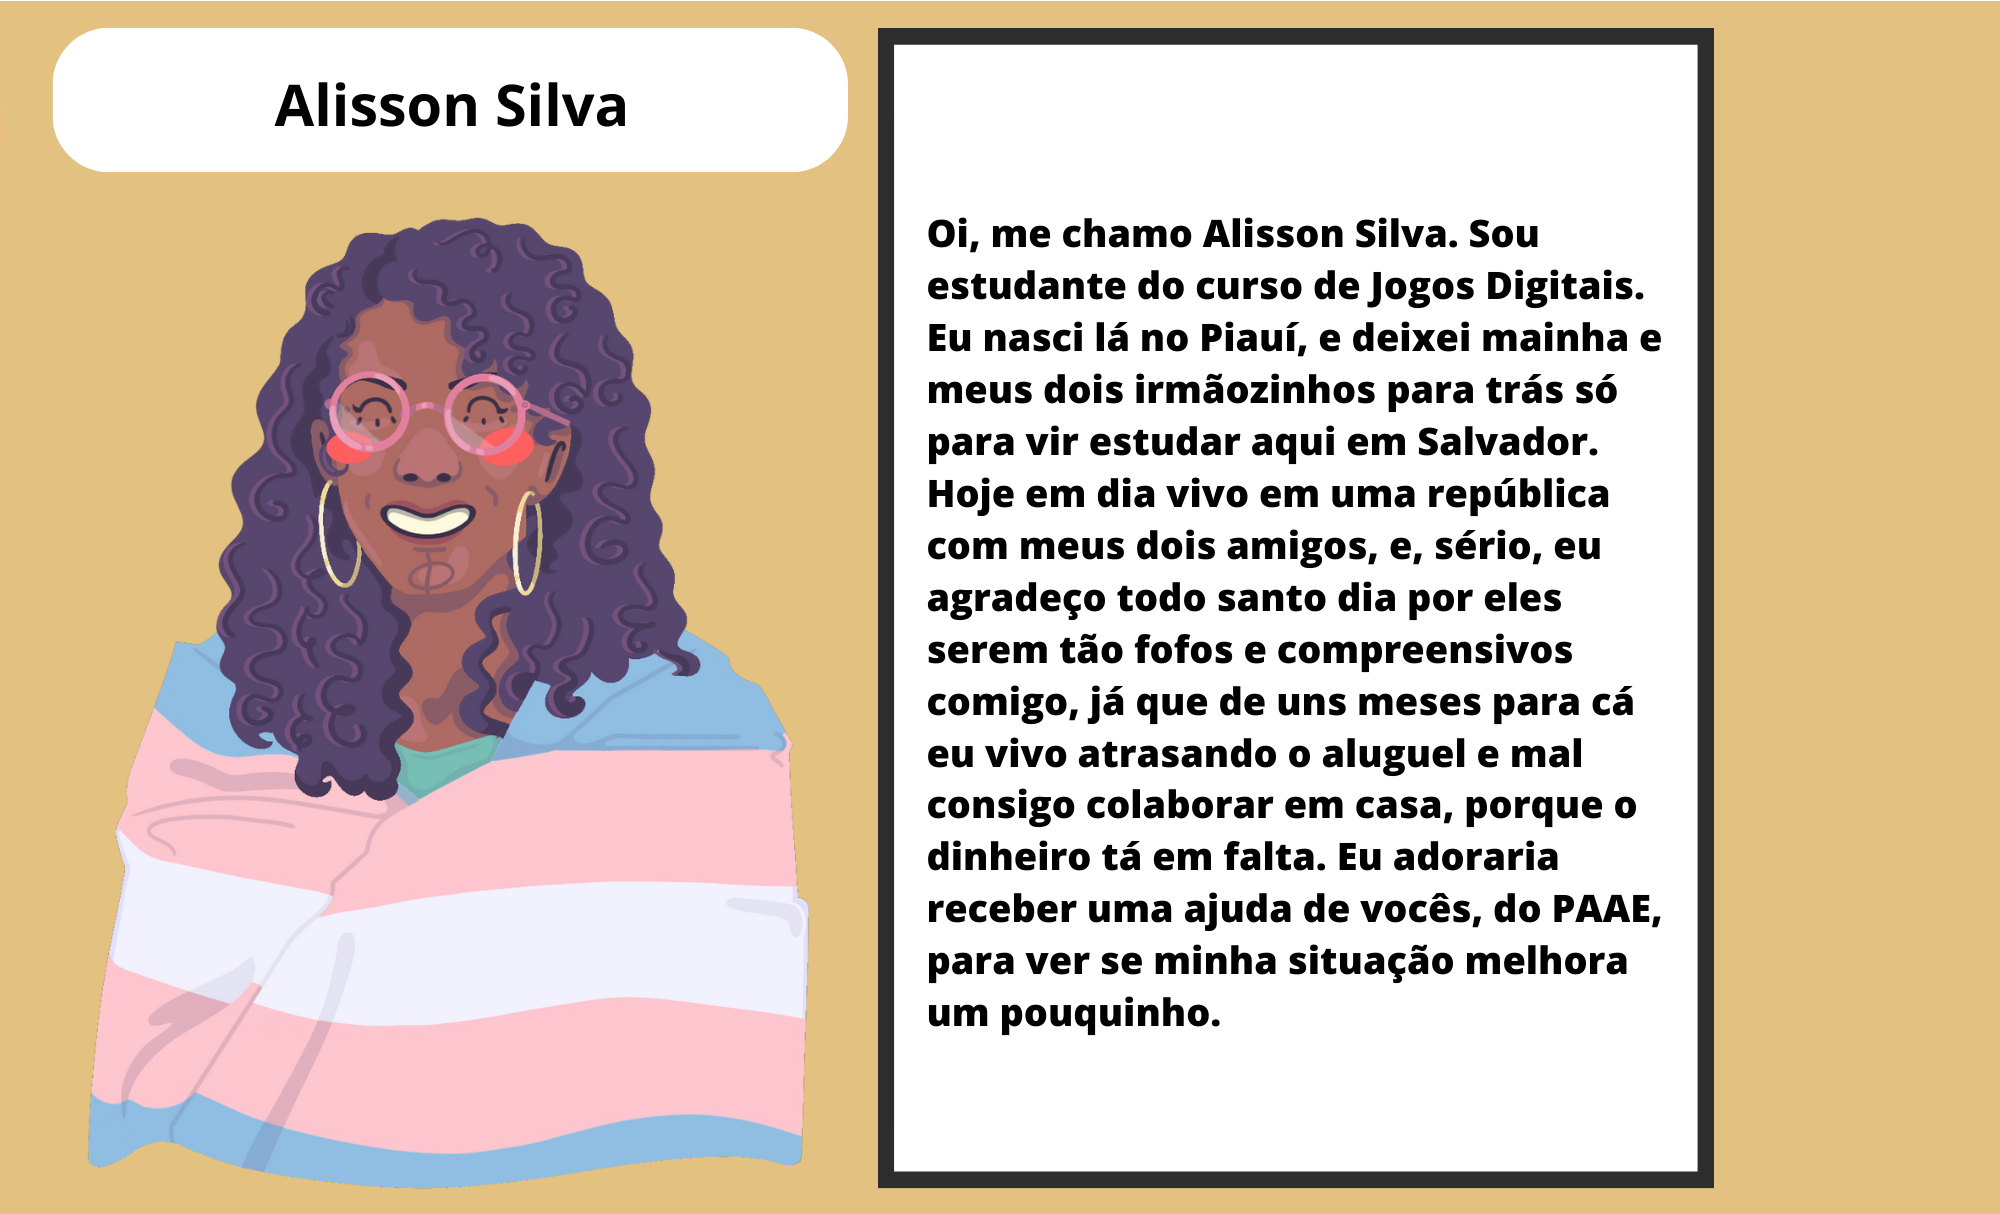 Alisson Silva
Oi, me chamo Alisson Silva. Sou
estudante do curso de Jogos Digitais.
Eu nasci lá no Piauí, e deixei mainha e
meus dois irmãozinhos para trás só
para vir estudar aqui em Salvador.
Hoje em dia vivo em uma república
com meus dois amigos, e, sério, eu
agradeço todo santo dia por eles
serem tão fofos e compreensivos
comigo, já que de uns meses para cá
eu vivo atrasando o aluguel e mal
consigo colaborar em casa, porque o
dinheiro tá em falta. Eu adoraria
receber uma ajuda de vocês, do PAAE,
para ver se minha situação melhora
um pouquinho.